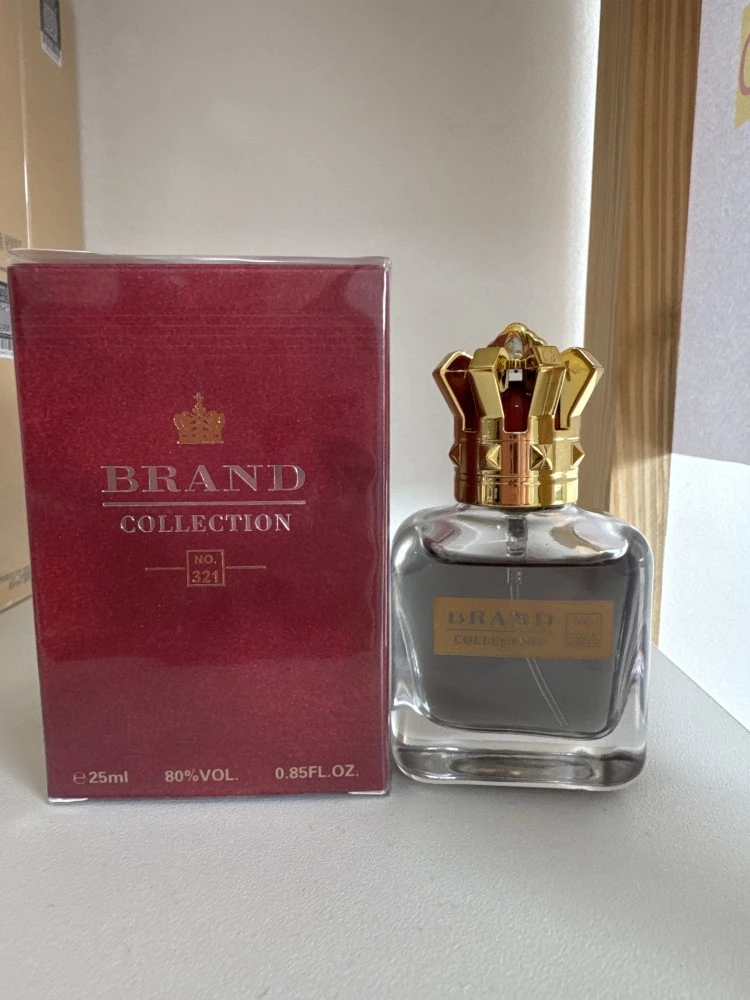 BRAND
COLLECTION
NO.
321
℮25ml 80%VOL. 0.85FL.OZ.
BRAND
COLLECTION